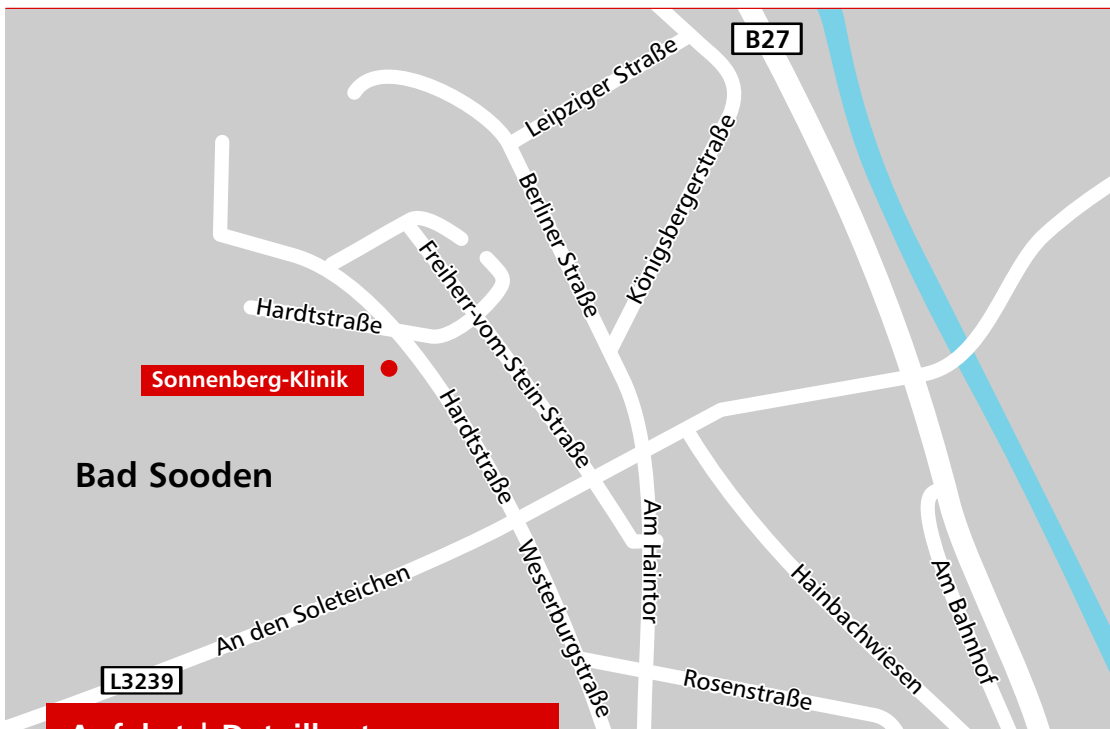 B27
Leipziger Straße
Königsbergerstraße
Berliner Straße
Freiherr-vom-Stein-Straße
Hardtstraße
Sonnenberg-Klinik
Hardtstraße
Bad Sooden
Am Haintor
Westerburgstraße
An den Soleteichen
Hainbachwiesen
Am Bahnhof
L3239
Rosenstraße